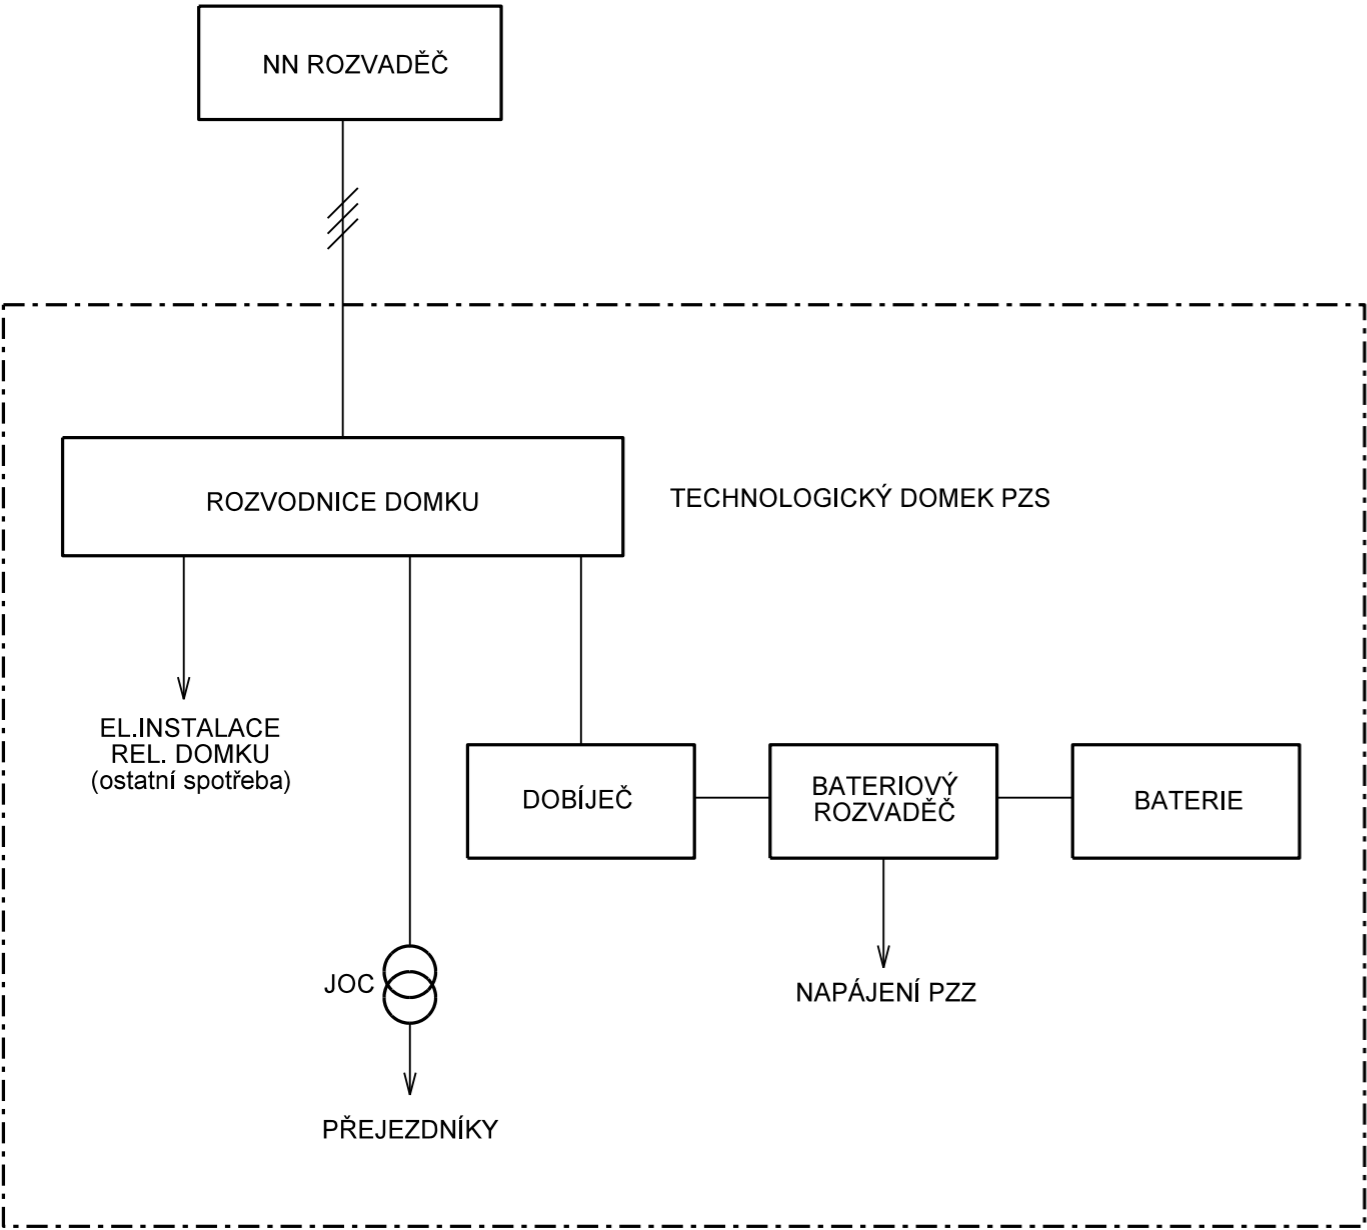 NN ROZVADĚČ
ROZVODNICE DOMKU
TECHNOLOGICKÝ DOMEK PZS
EL.INSTALACE
REL. DOMKU
(ostatní spotřeba)
DOBÍJEČ
BATERIOVÝ
ROZVADĚČ
BATERIE
JOC
NAPÁJENÍ PZZ
PŘEJEZDNÍKY